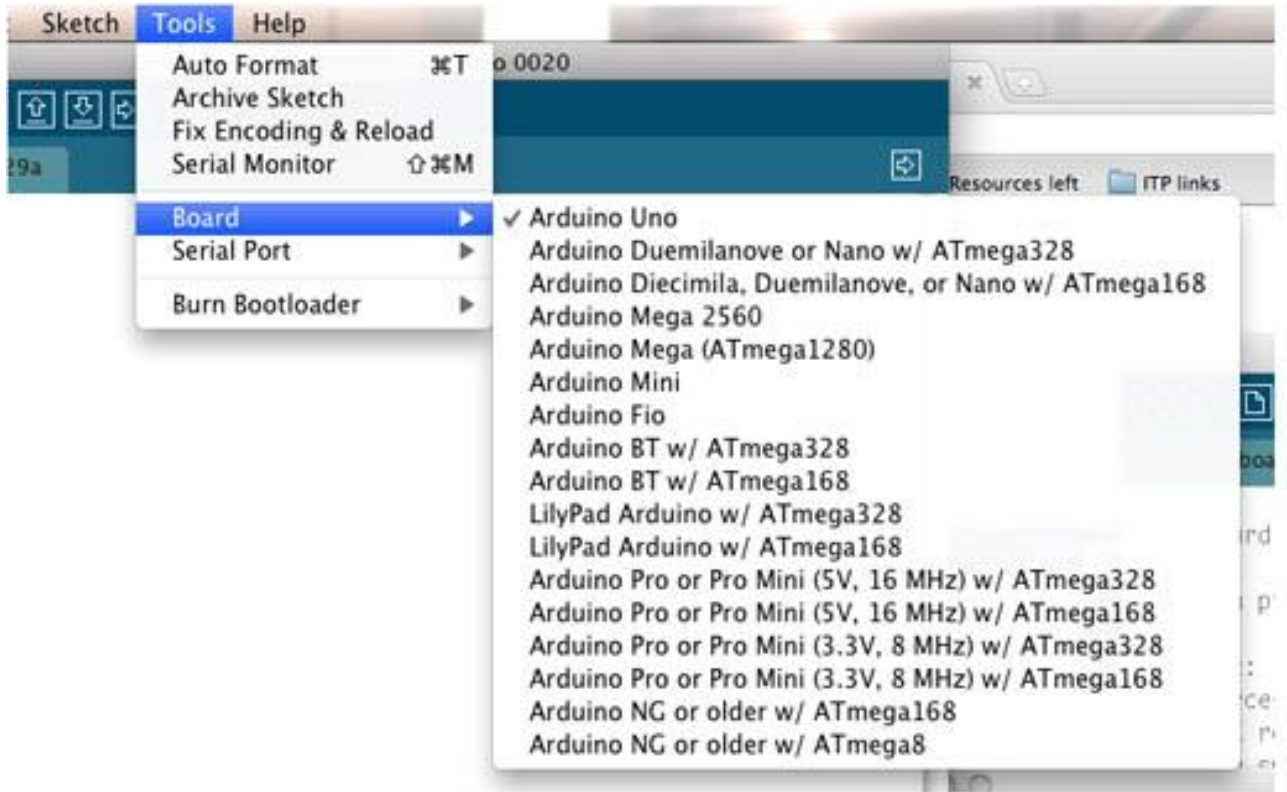 Sketch Tools Help
Auto Format ⌘T
Archive Sketch
Fix Encoding & Reload
Serial Monitor ⇧⌘M
Board
Serial Port
Burn Bootloader
0020
29a
Resources left ITP links
✓ Arduino Uno
Arduino Duemilanove or Nano w/ ATmega328
Arduino Diecimila, Duemilanove, or Nano w/ ATmega168
Arduino Mega 2560
Arduino Mega (ATmega1280)
Arduino Mini
Arduino Fio
Arduino BT w/ ATmega328
Arduino BT w/ ATmega168
LilyPad Arduino w/ ATmega328
LilyPad Arduino w/ ATmega168
Arduino Pro or Pro Mini (5V, 16 MHz) w/ ATmega328
Arduino Pro or Pro Mini (5V, 16 MHz) w/ ATmega168
Arduino Pro or Pro Mini (3.3V, 8 MHz) w/ ATmega328
Arduino Pro or Pro Mini (3.3V, 8 MHz) w/ ATmega168
Arduino NG or older w/ ATmega168
Arduino NG or older w/ ATmega8